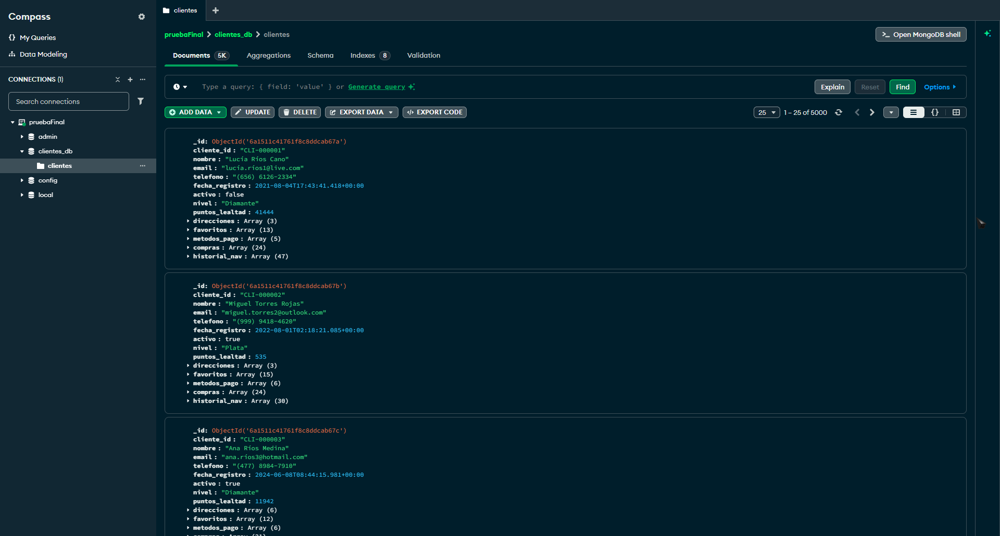 Compass
My Queries
Data Modeling
CONNECTIONS (1)
Search connections
pruebaFinal
admin
clientes_db
clientes
config
local
clientes
pruebaFinal > clientes_db > clientes
Open MongoDB shell
Documents 5K Aggregations Schema Indexes 8 Validation
Type a query: { field: 'value' } or Generate query
Explain Reset Find Options
ADD DATA UPDATE DELETE EXPORT DATA EXPORT CODE
25 1 – 25 of 5000
_id: ObjectId('6a1511c41761f8c8ddcab67a')
cliente_id : "CLI-000001"
nombre : "Lucía Ríos Cano"
email : "lucía.ríos1@live.com"
telefono : "(656) 6126-2334"
fecha_registro : 2021-08-04T17:43:41.418+00:00
activo : false
nivel : "Diamante"
puntos_lealtad : 41444
direcciones : Array (3)
favoritos : Array (13)
metodos_pago : Array (5)
compras : Array (24)
historial_nav : Array (47)
_id: ObjectId('6a1511c41761f8c8ddcab67b')
cliente_id : "CLI-000002"
nombre : "Miguel Torres Rojas"
email : "miguel.torres2@outlook.com"
telefono : "(999) 9418-4620"
fecha_registro : 2022-08-01T02:18:21.085+00:00
activo : true
nivel : "Plata"
puntos_lealtad : 535
direcciones : Array (3)
favoritos : Array (15)
metodos_pago : Array (6)
compras : Array (24)
historial_nav : Array (30)
_id: ObjectId('6a1511c41761f8c8ddcab67c')
cliente_id : "CLI-000003"
nombre : "Ana Ríos Medina"
email : "ana.ríos3@hotmail.com"
telefono : "(477) 8984-7910"
fecha_registro : 2024-06-08T08:44:15.981+00:00
activo : true
nivel : "Diamante"
puntos_lealtad : 11942
direcciones : Array (6)
favoritos : Array (12)
metodos_pago : Array (6)